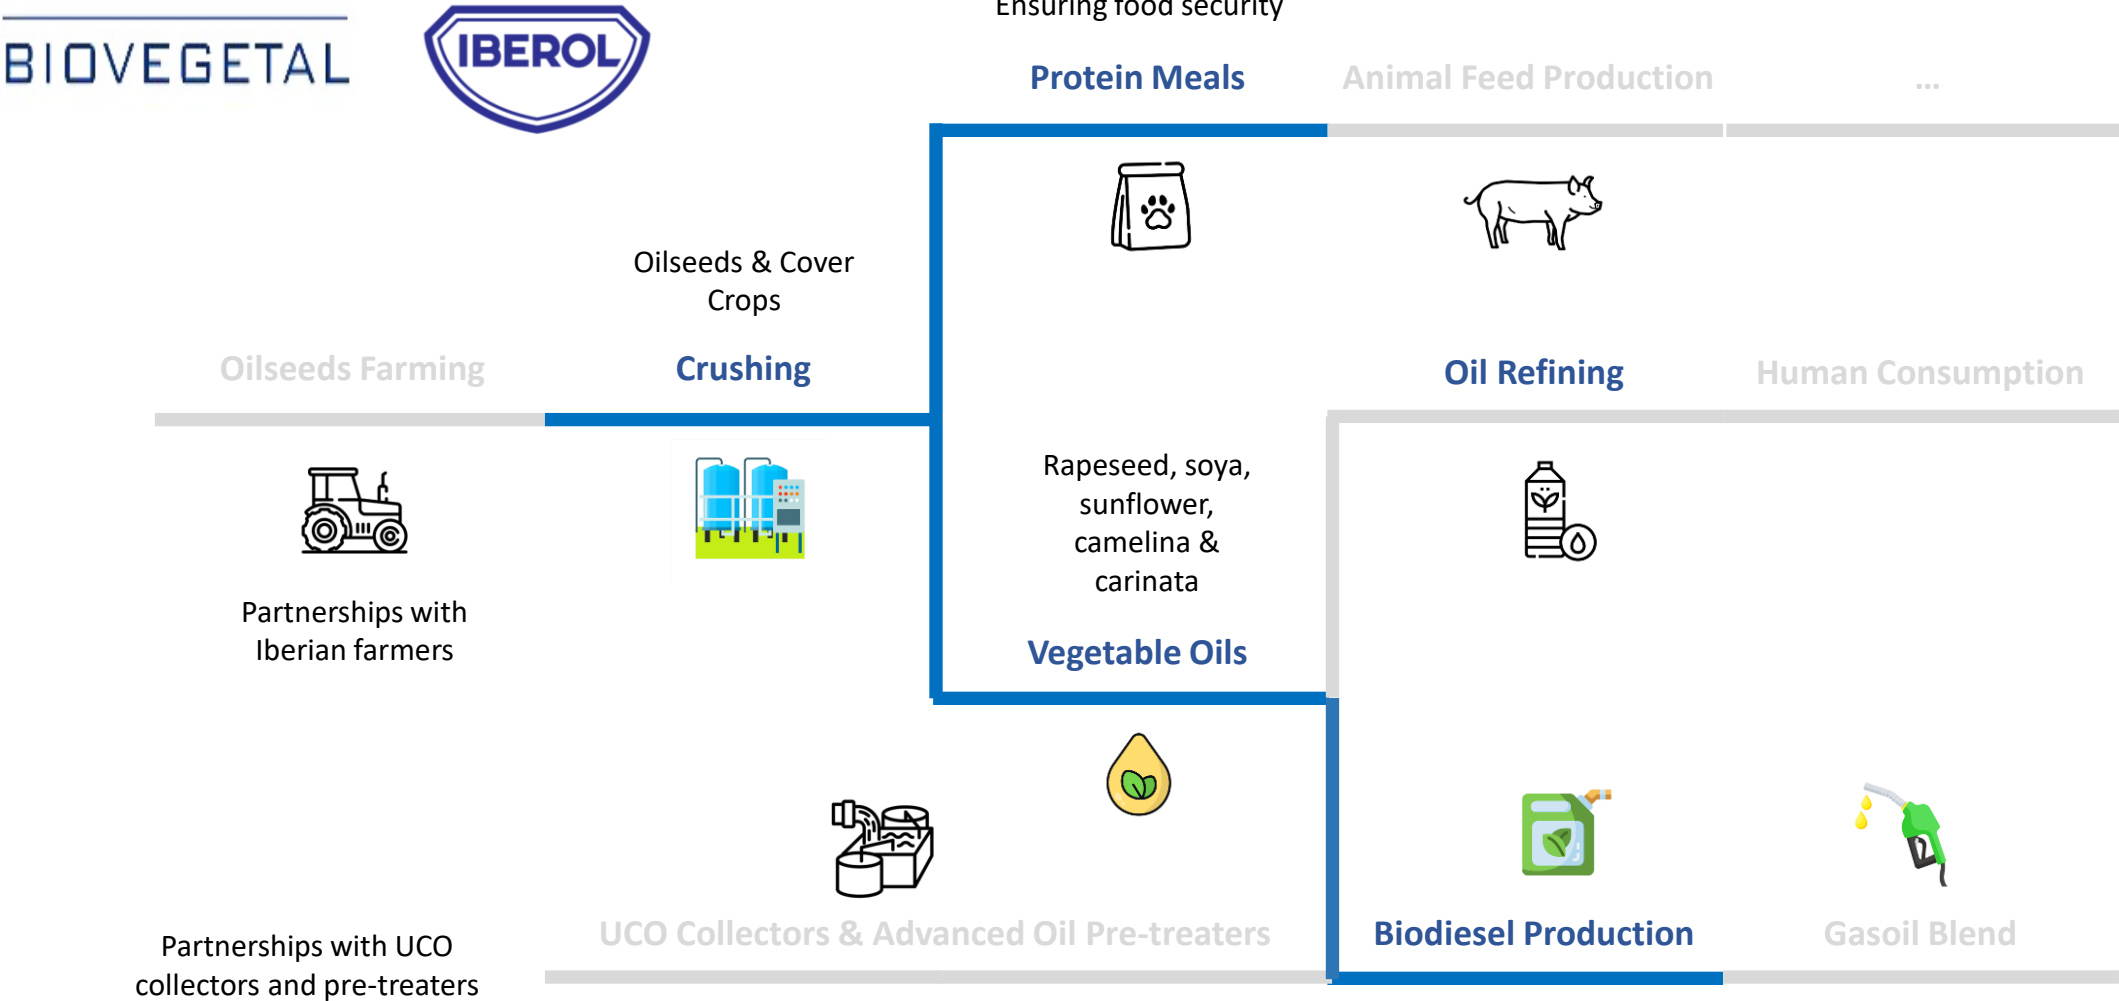 BIOVEGETAL
IBEROL
Ensuring food security
Protein Meals
Animal Feed Production
...
Oilseeds & Cover
Crops
Oilseeds Farming
Crushing
Oil Refining
Human Consumption
Rapeseed, soya,
sunflower,
camelina &
carinata
Partnerships with
Iberian farmers
Vegetable Oils
UCO Collectors & Advanced Oil Pre-treaters
Biodiesel Production
Gasoil Blend
Partnerships with UCO
collectors and pre-treaters